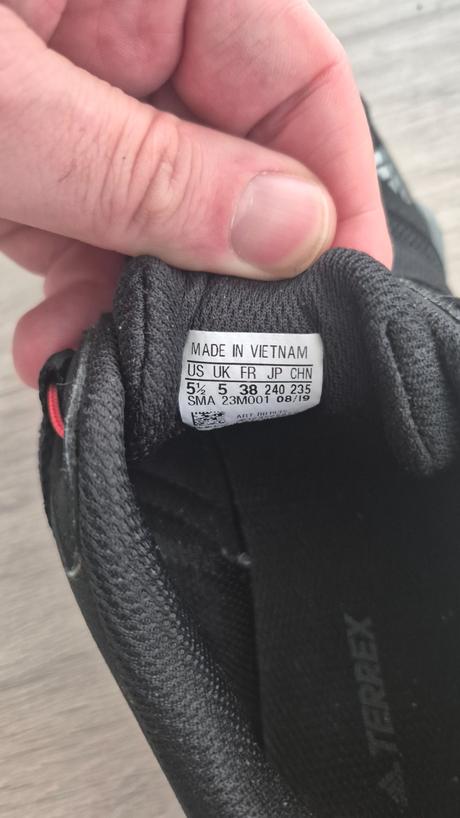 MADE IN VIETNAM
US UK FR JP CHN
5½ 5 38 240 235
SMA 23M001 08/19
TERREX